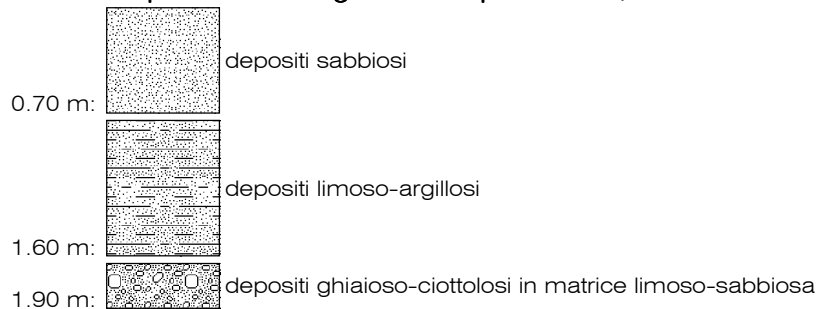 depositi sabbiosi
0.70 m:
depositi limoso-argillosi
1.60 m:
depositi ghiaioso-ciottolosi in matrice limoso-sabbiosa
1.90 m: